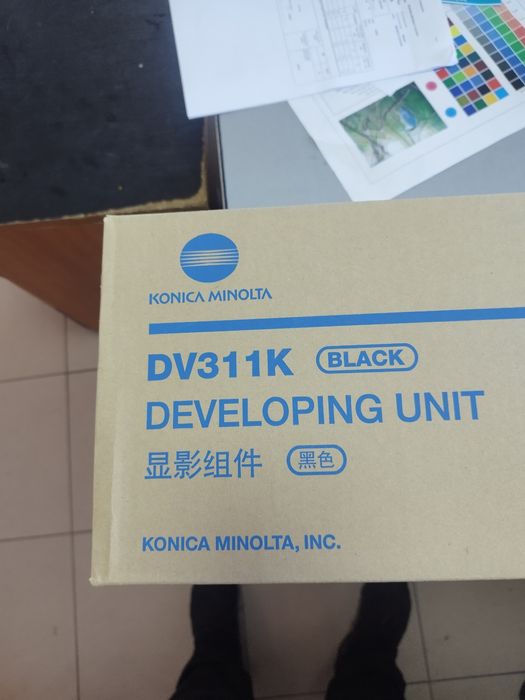 KONICA MINOLTA
DV311K BLACK
DEVELOPING UNIT
显影组件 黑色
KONICA MINOLTA, INC.